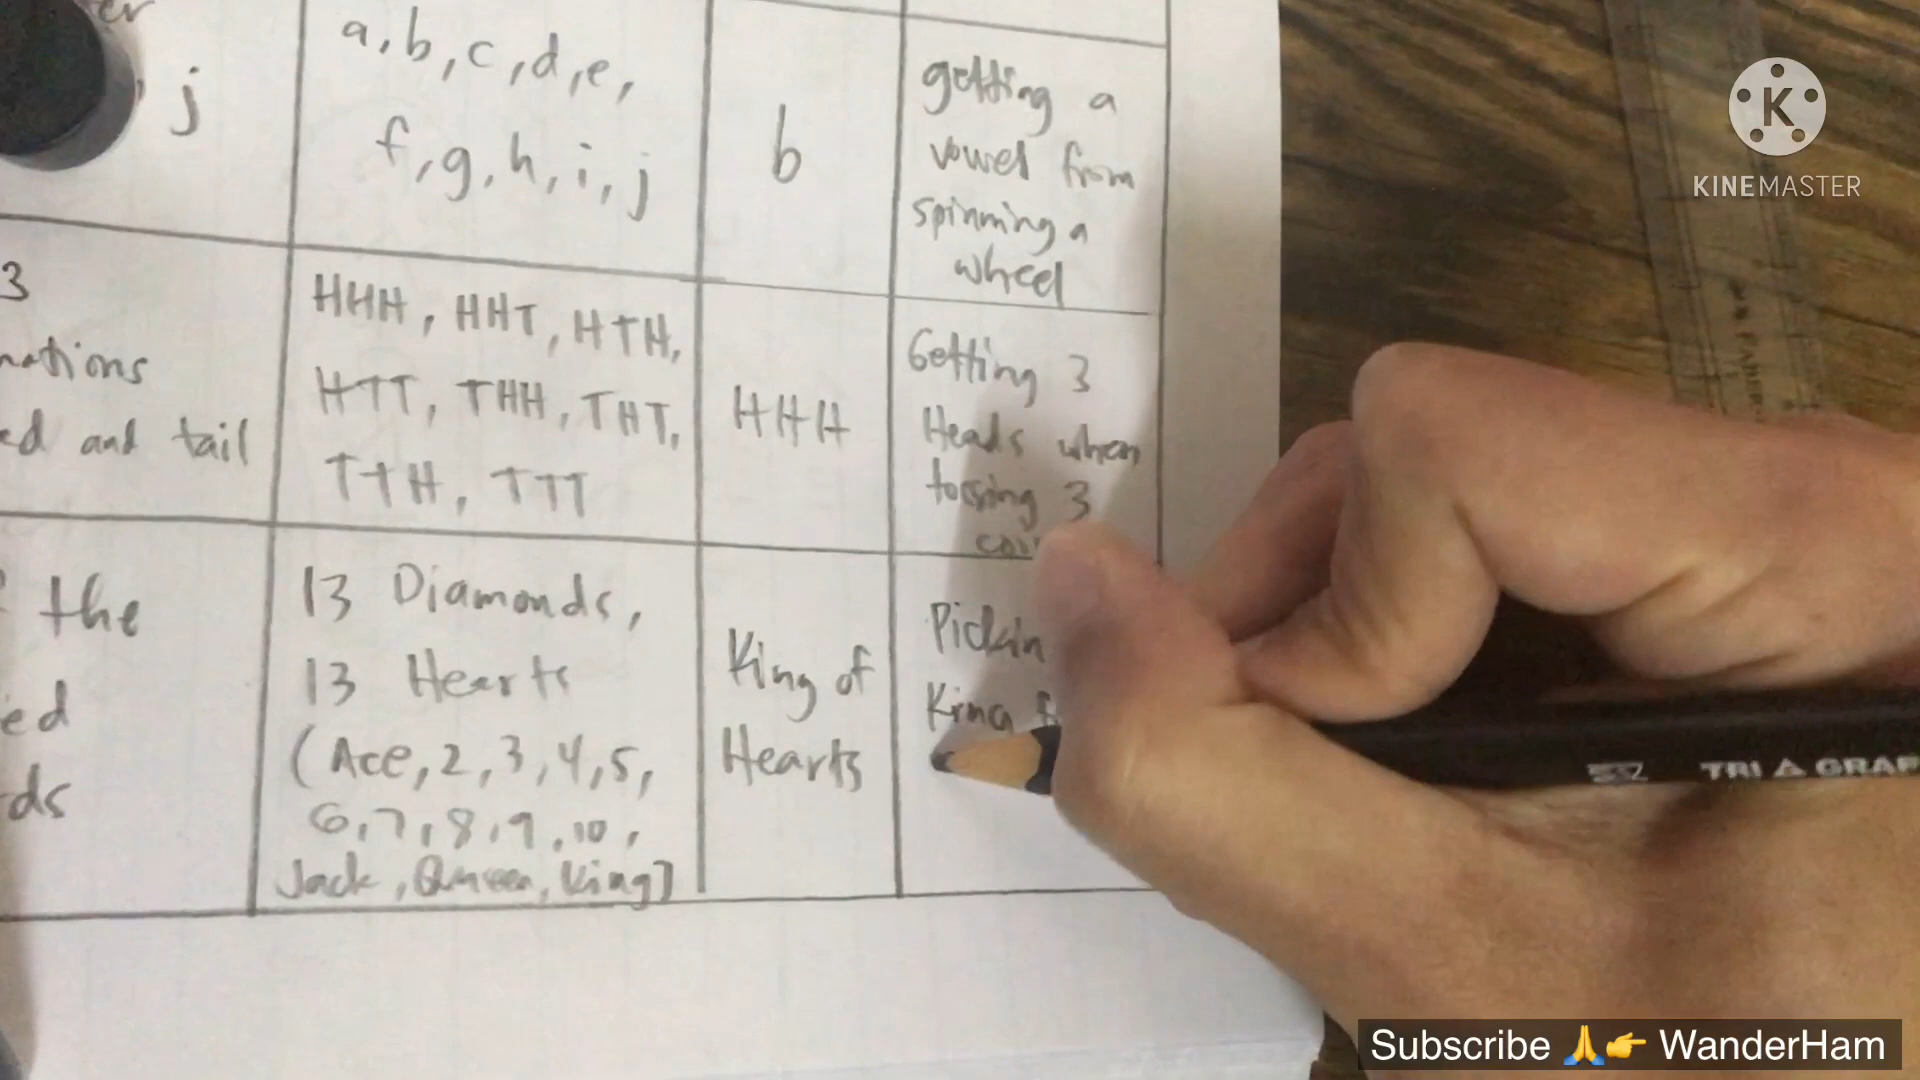 j
a, b, c, d, e,
f, g, h, i, j
b
getting a
vowel from
spinning a
wheel
3
ed and tail
HHH, HHT, HTH,
HTT, THH, THT,
TTH, TTT
HHH
Getting 3
Heads when
tossing 3
the
ed
ds
13 Diamonds,
13 Hearts
(Ace, 2, 3, 4, 5,
6, 7, 8, 9, 10,
Jack, Queen, King)
King of
Hearts
Pickin
King
K
KINEMASTER
TRI GRAP
Subscribe 🙏👉 WanderHam